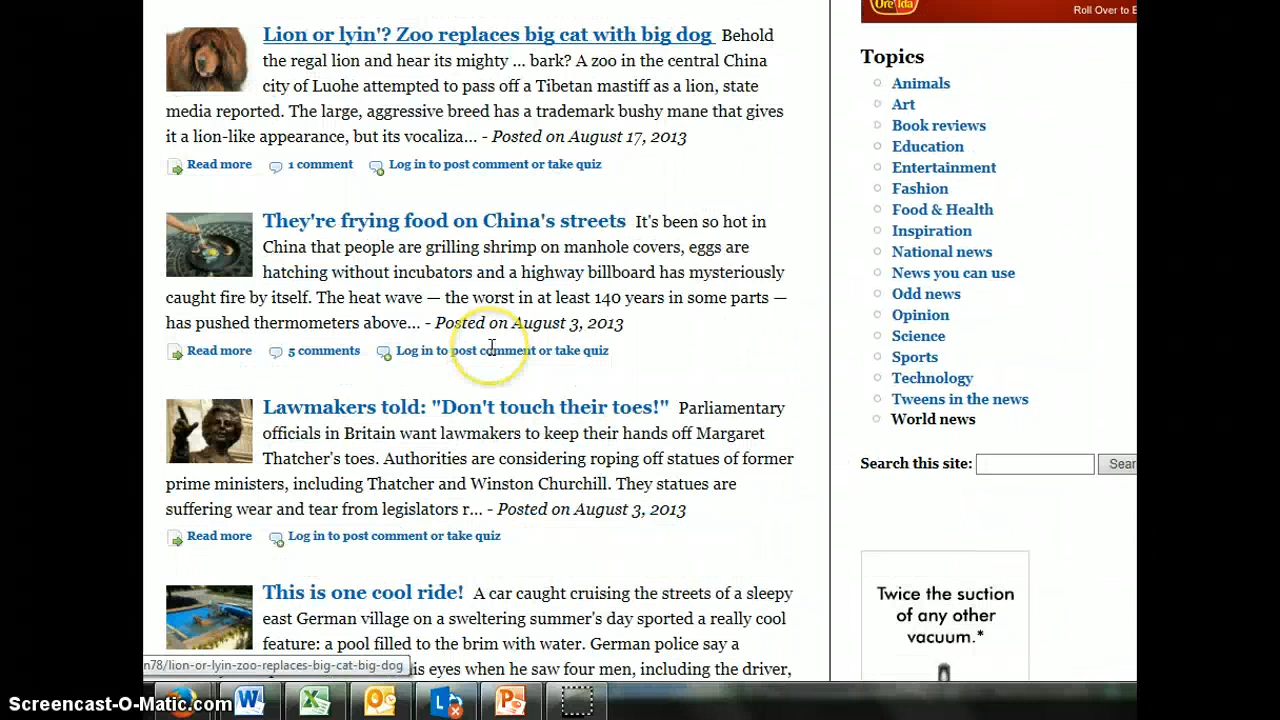 Lion or lyin'? Zoo replaces big cat with big dog Behold
the regal lion and hear its mighty ... bark? A zoo in the central China
city of Luohe attempted to pass off a Tibetan mastiff as a lion, state
media reported. The large, aggressive breed has a trademark bushy mane that gives
it a lion-like appearance, but its vocaliza... - Posted on August 17, 2013
Read more 1 comment Log in to post comment or take quiz
They're frying food on China's streets It's been so hot in
China that people are grilling shrimp on manhole covers, eggs are
hatching without incubators and a highway billboard has mysteriously
caught fire by itself. The heat wave — the worst in at least 140 years in some parts —
has pushed thermometers above... - Posted on August 3, 2013
Read more 5 comments Log in to post comment or take quiz
Lawmakers told: "Don't touch their toes!" Parliamentary
officials in Britain want lawmakers to keep their hands off Margaret
Thatcher's toes. Authorities are considering roping off statues of former
prime ministers, including Thatcher and Winston Churchill. They statues are
suffering wear and tear from legislators r... - Posted on August 3, 2013
Read more Log in to post comment or take quiz
This is one cool ride! A car caught cruising the streets of a sleepy
east German village on a sweltering summer's day sported a really cool
feature: a pool filled to the brim with water. German police say a
his eyes when he saw four men, including the driver,
n78/lion-or-lyin-zoo-replaces-big-cat-big-dog
Ore Ida
Roll Over to E
Topics
Animals
Art
Book reviews
Education
Entertainment
Fashion
Food & Health
Inspiration
National news
News you can use
Odd news
Opinion
Science
Sports
Technology
Tweens in the news
World news
Search this site: Sear
Twice the suction
of any other
vacuum.*
Screencast-O-Matic.com